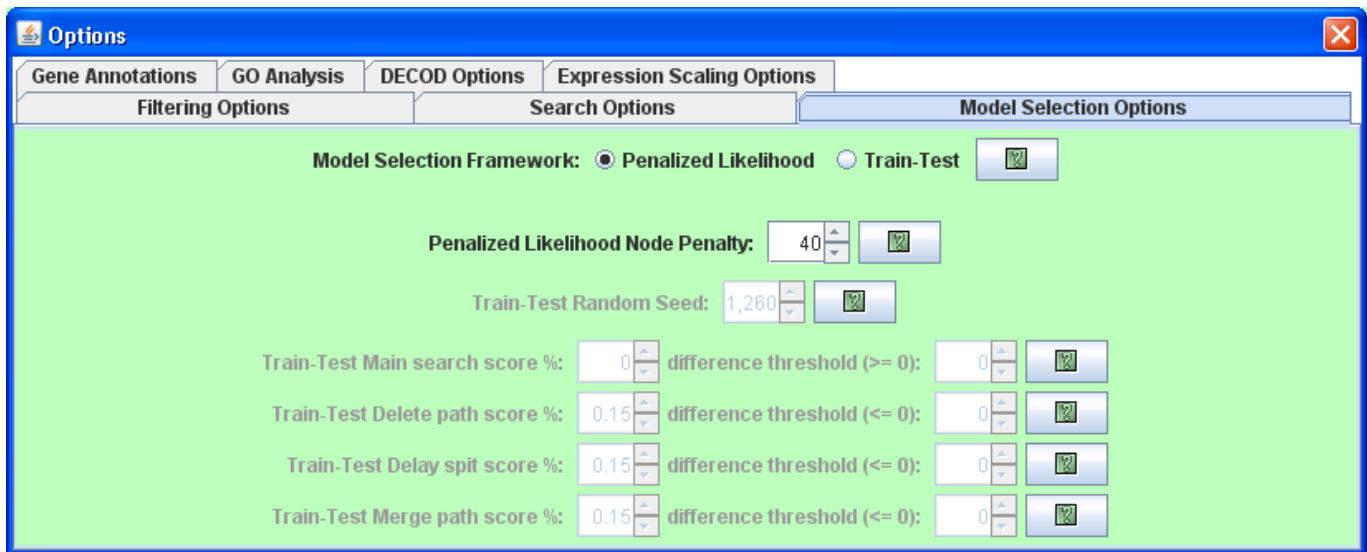 Options
Gene Annotations GO Analysis DECOD Options Expression Scaling Options
Filtering Options Search Options Model Selection Options
Model Selection Framework: Penalized Likelihood Train-Test ?
Penalized Likelihood Node Penalty: 40 ?
Train-Test Random Seed: 1,260 ?
Train-Test Main search score %: 0 difference threshold (>= 0): 0 ?
Train-Test Delete path score %: 0.15 difference threshold (<= 0): 0 ?
Train-Test Delay spit score %: 0.15 difference threshold (<= 0): 0 ?
Train-Test Merge path score %: 0.15 difference threshold (<= 0): 0 ?